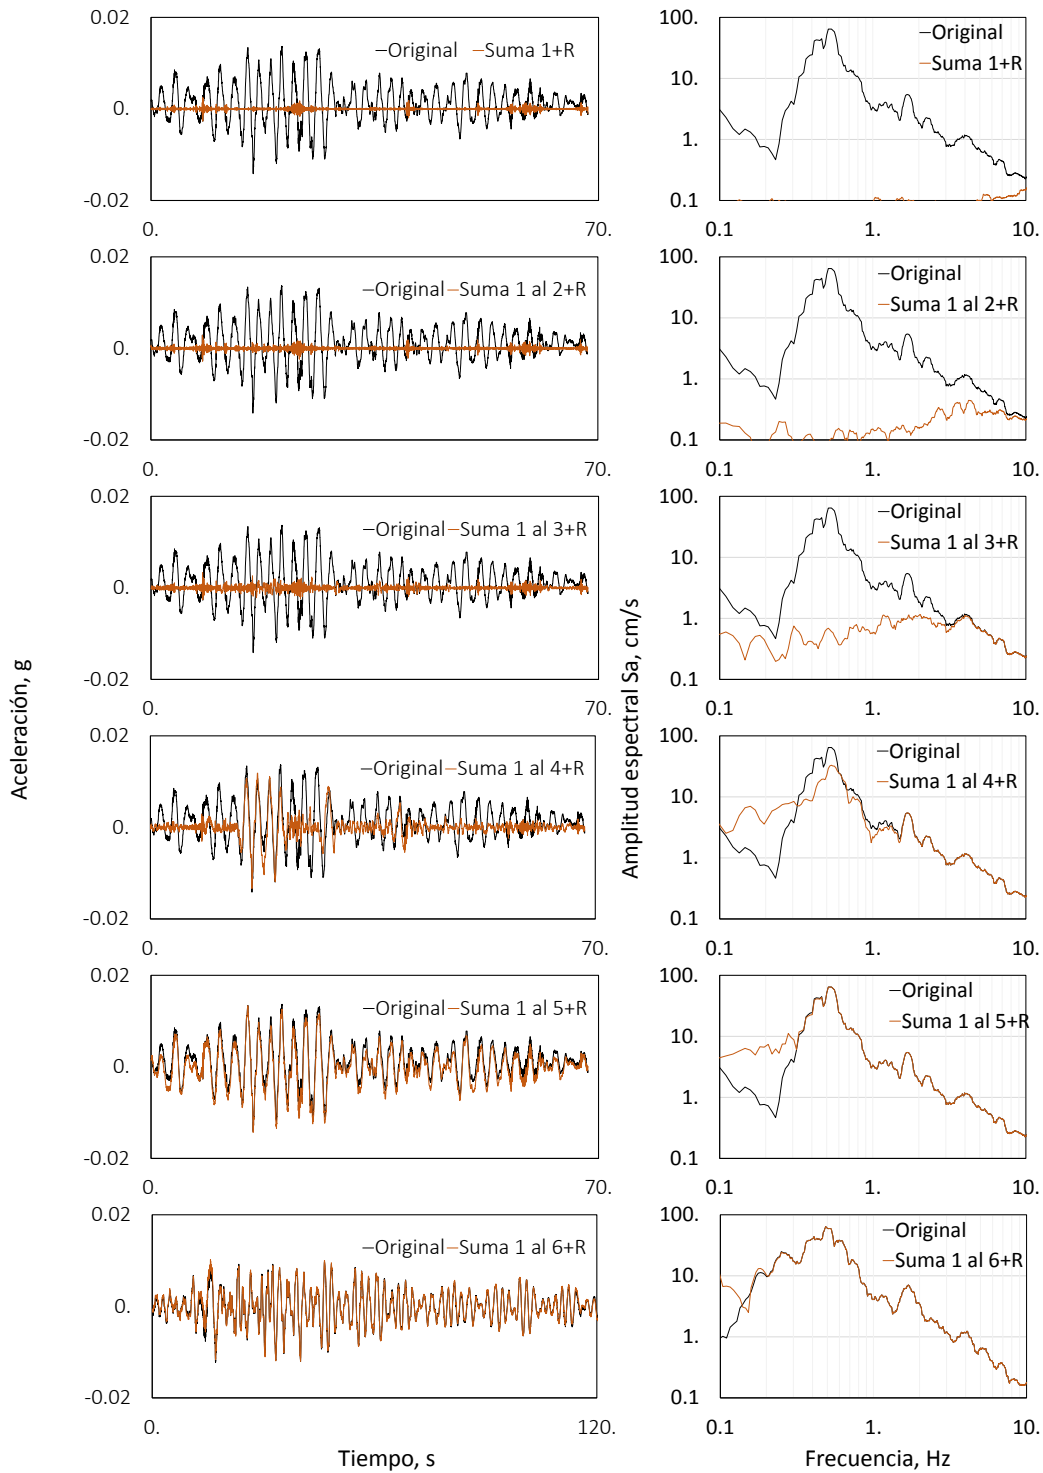 0.02
Original Suma 1+R
0.
-0.02
0. 70.
100.
Original
Suma 1+R
10.
1.
0.1
0.1 1. 10.
0.02
Original Suma 1 al 2+R
0.
-0.02
0. 70.
100.
Original
Suma 1 al 2+R
10.
1.
0.1
0.1 1. 10.
0.02
Original Suma 1 al 3+R
0.
-0.02
0. 70.
100.
Original
Suma 1 al 3+R
10.
1.
0.1
0.1 1. 10.
Aceleración, g
Amplitud espectral Sa, cm/s
0.02
Original Suma 1 al 4+R
0.
-0.02
0. 70.
100.
Original
Suma 1 al 4+R
10.
1.
0.1
0.1 1. 10.
0.02
Original Suma 1 al 5+R
0.
-0.02
0. 70.
100.
Original
Suma 1 al 5+R
10.
1.
0.1
0.1 1. 10.
0.02
Original Suma 1 al 6+R
0.
-0.02
0. 120.
Tiempo, s
100.
Original
Suma 1 al 6+R
10.
1.
0.1
0.1 1. 10.
Frecuencia, Hz